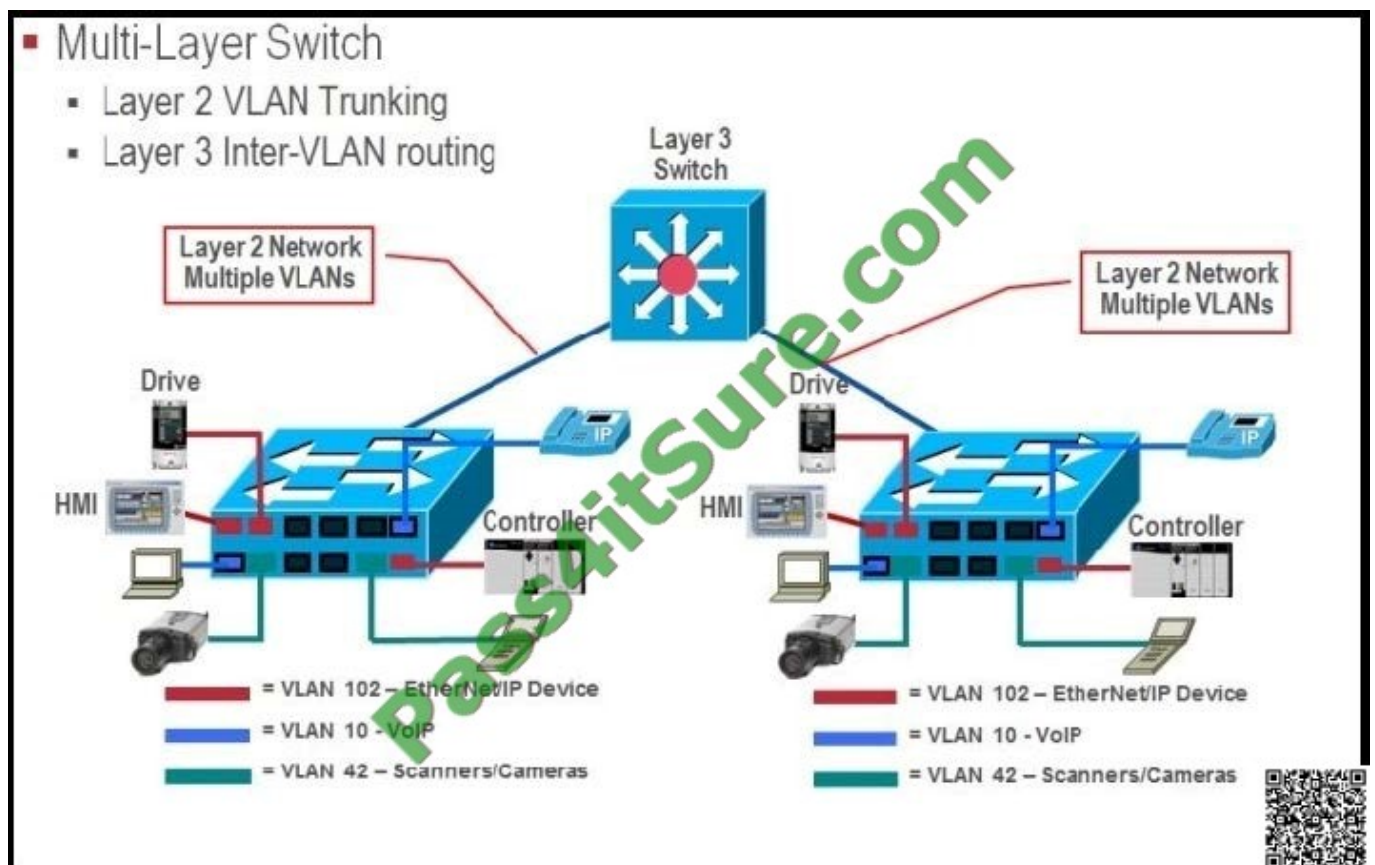 Multi-Layer Switch
Layer 2 VLAN Trunking
Layer 3 Inter-VLAN routing
Layer 3
Switch
Layer 2 Network
Multiple VLANs
Layer 2 Network
Multiple VLANs
Drive
IP
HMI
Controller
Drive
IP
HMI
Controller
= VLAN 102 – EtherNet/IP Device
= VLAN 10 - VoIP
= VLAN 42 – Scanners/Cameras
= VLAN 102 – EtherNet/IP Device
= VLAN 10 - VoIP
= VLAN 42 – Scanners/Cameras
Pass4itSure.com